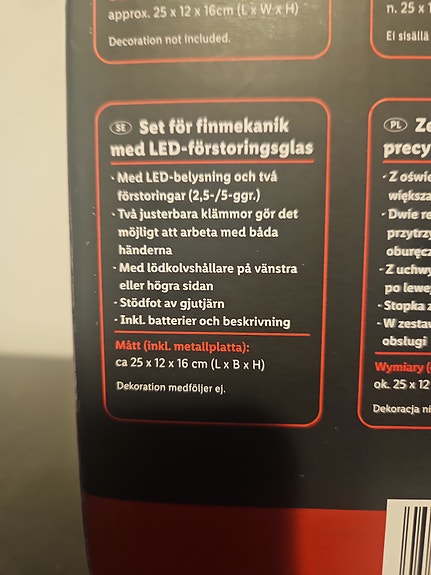 approx. 25 x 12 x 16cm (L x W x H)
Decoration not included.
n. 25 x 1
Ei sisällä
SE Set för finmekanik
med LED-förstoringsglas
- Med LED-belysning och två
förstoringar (2,5-/5-ggr.)
- Två justerbara klämmor gör det
möjligt att arbeta med båda
händerna
- Med lödkolvshållare på vänstra
eller högra sidan
- Stödfot av gjutjärn
- Inkl. batterier och beskrivning
Mått (inkl. metallplatta):
ca 25 x 12 x 16 cm (L x B x H)
Dekoration medföljer ej.
PL Ze
precy
- Z oświe
większa
- Dwie re
przytrzy
oburęcz
- Z uchwy
po lewej
- Stopka z
- W zesta
obsługi
Wymiary (
ok. 25 x 12
Dekoracja ni